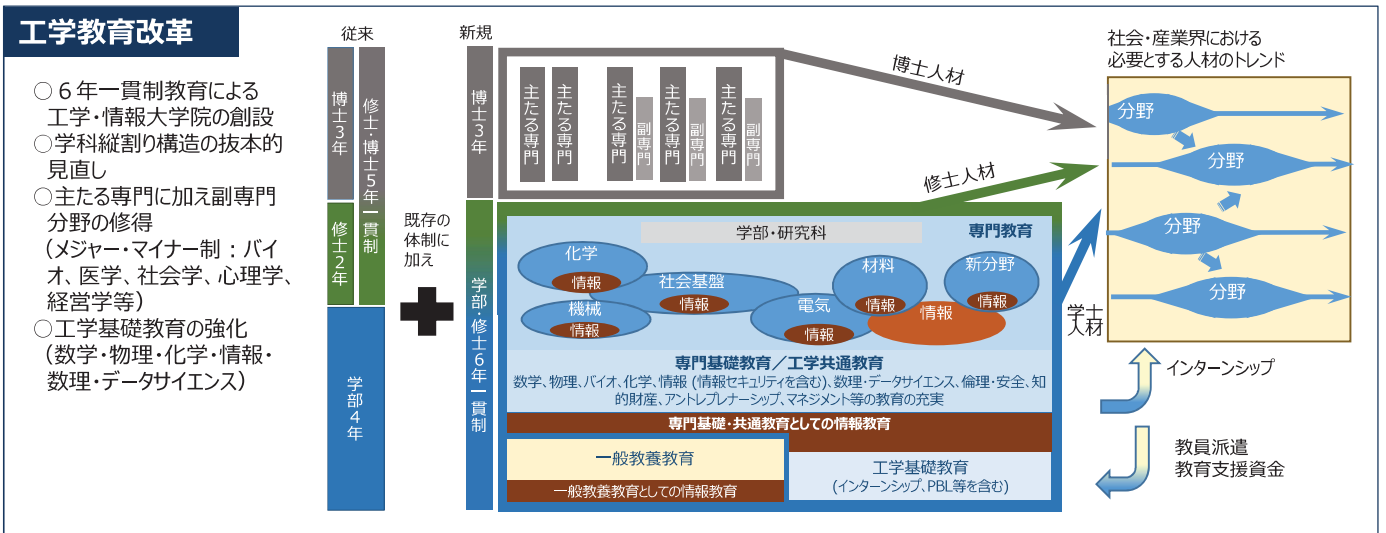 工学教育改革
○６年一貫制教育による
工学・情報大学院の創設
○学科縦割り構造の抜本的
見直し
○主たる専門に加え副専門
分野の修得
（メジャー・マイナー制：バイ
オ、医学、社会学、心理学、
経営学等）
○工学基礎教育の強化
（数学・物理・化学・情報・
数理・データサイエンス）
従来
博士３年
修士２年
学部４年
修士・博士５年一貫制
既存の
体制に
加え
新規
博士３年
学部・修士６年一貫制
主たる専門
主たる専門
主たる専門
副専門
主たる専門
副専門
主たる専門
副専門
学部・研究科
専門教育
化学
情報
機械
情報
社会基盤
情報
電気
情報
材料
情報
情報
新分野
情報
専門基礎教育／工学共通教育
数学、物理、バイオ、化学、情報 (情報セキュリティを含む)、数理・データサイエンス、倫理・安全、知
的財産、アントレプレナーシップ、マネジメント等の教育の充実
専門基礎・共通教育としての情報教育
一般教養教育
一般教養教育としての情報教育
工学基礎教育
(インターンシップ、PBL等を含む)
博士人材
修士人材
学士
人材
社会・産業界における
必要とする人材のトレンド
分野
分野
分野
分野
インターンシップ
教員派遣
教育支援資金